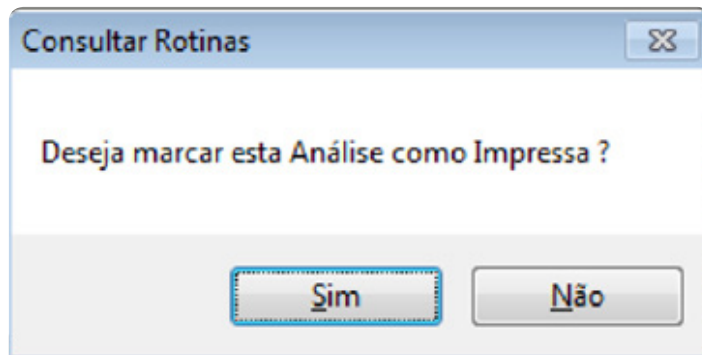 Consultar Rotinas
Deseja marcar esta Análise como Impressa ?
Sim Não